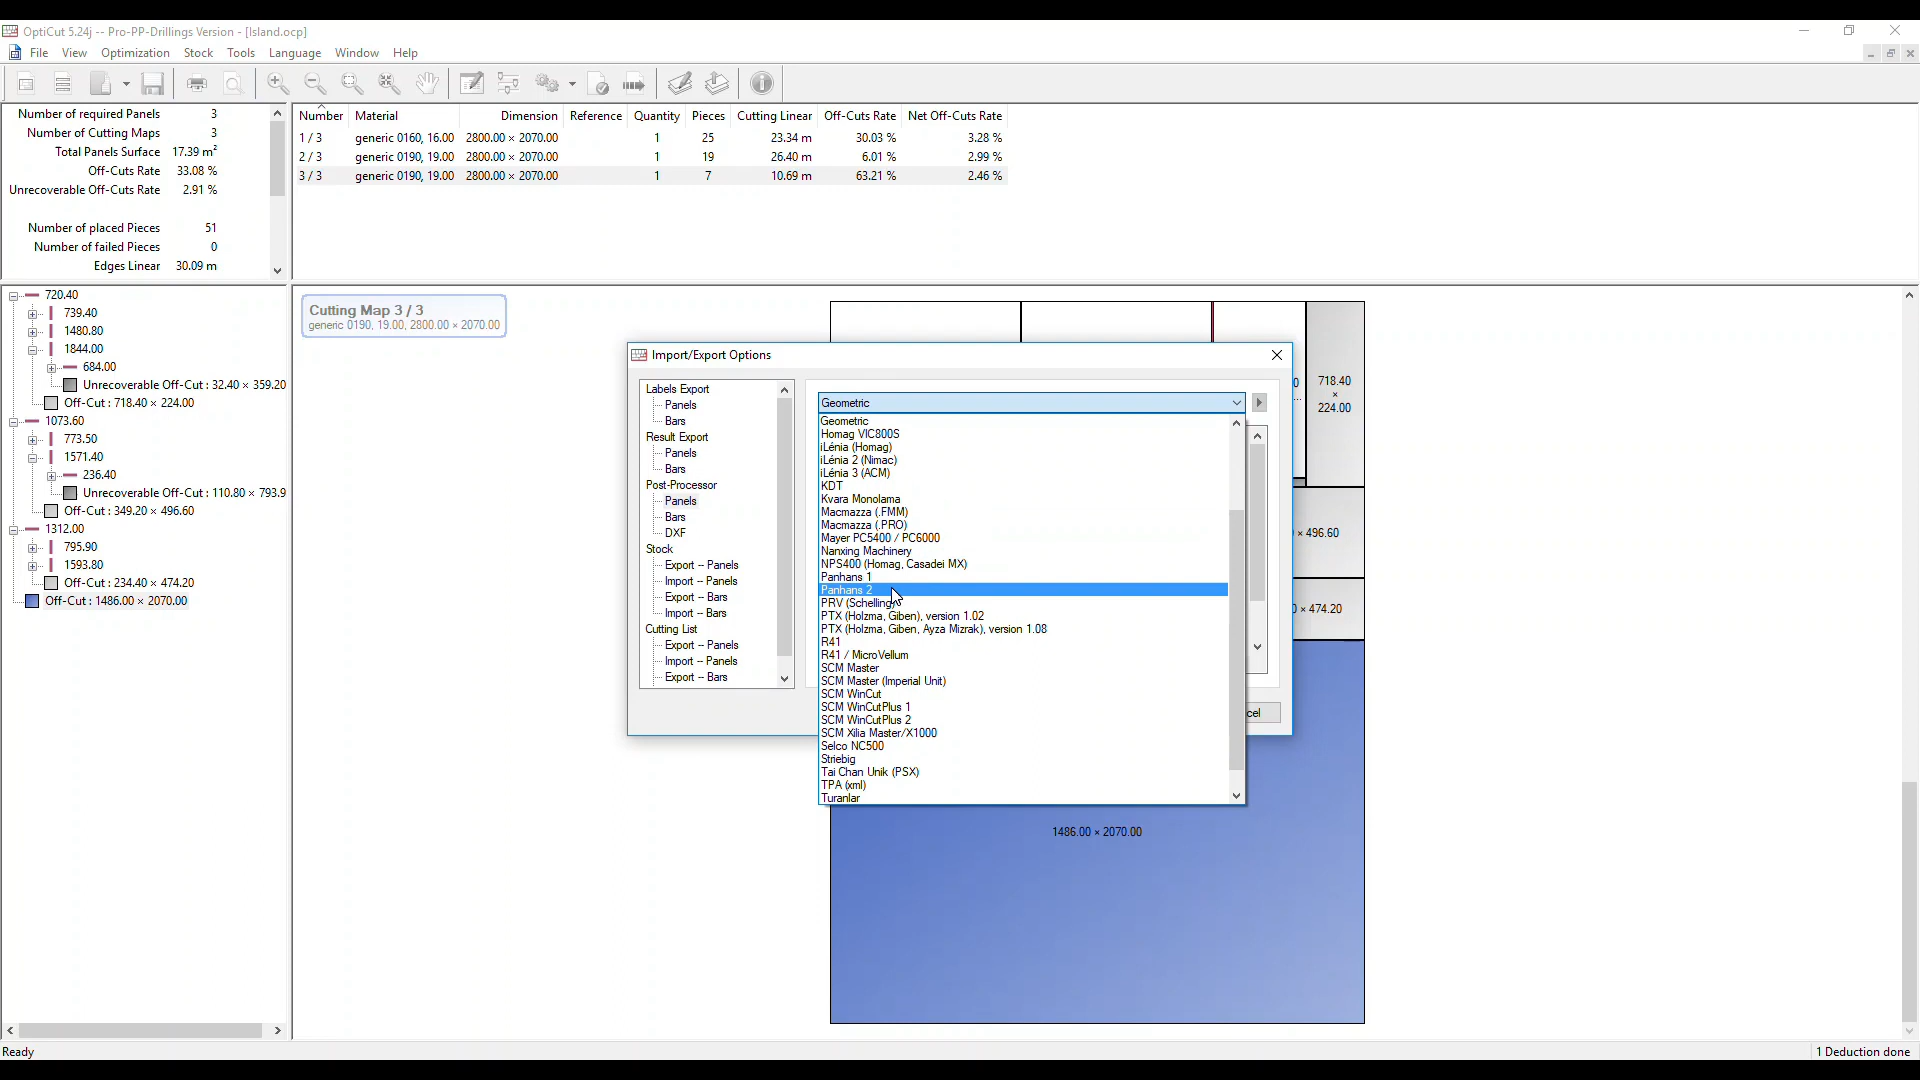 OptiCut 5.24j -- Pro-PP-Drillings Version - [Island.ocp]
File View Optimization Stock Tools Language Window Help
Number of required Panels 3
Number of Cutting Maps 3
Total Panels Surface 17.39 m²
Off-Cuts Rate 33.08 %
Unrecoverable Off-Cuts Rate 2.91 %
Number of placed Pieces 51
Number of failed Pieces 0
Edges Linear 30.09 m
Number Material Dimension Reference Quantity Pieces Cutting Linear Off-Cuts Rate Net Off-Cuts Rate
1 / 3 generic 0160, 16.00 2800.00 × 2070.00 1 25 23.34 m 30.03 % 3.28 %
2 / 3 generic 0190, 19.00 2800.00 × 2070.00 1 19 26.40 m 6.01 % 2.99 %
3 / 3 generic 0190, 19.00 2800.00 × 2070.00 1 7 10.69 m 63.21 % 2.46 %
720.40
739.40
1480.80
1844.00
684.00
Unrecoverable Off-Cut : 32.40 × 359.20
Off-Cut : 718.40 × 224.00
1073.60
773.50
1571.40
236.40
Unrecoverable Off-Cut : 110.80 × 793.9
Off-Cut : 349.20 × 496.60
1312.00
795.90
1593.80
Off-Cut : 234.40 × 474.20
Off-Cut : 1486.00 × 2070.00
Cutting Map 3 / 3
generic 0190, 19.00, 2800.00 × 2070.00
Import/Export Options
Labels Export
Panels
Bars
Result Export
Panels
Bars
Post-Processor
Panels
Bars
DXF
Stock
Export -- Panels
Import -- Panels
Export -- Bars
Import -- Bars
Cutting List
Export -- Panels
Import -- Panels
Export -- Bars
Geometric
Geometric
Homag VIC800S
iLénia (Homag)
iLénia 2 (Nimac)
iLénia 3 (ACM)
KDT
Kvara Monolama
Macmazza (.FMM)
Macmazza (.PRO)
Mayer PC5400 / PC6000
Nanxing Machinery
NPS400 (Homag, Casadei MX)
Panhans 1
Panhans 2
PRV (Schelling)
PTX (Holzma, Giben), version 1.02
PTX (Holzma, Giben, Ayza Mizrak), version 1.08
R41
R41 / MicroVellum
SCM Master
SCM Master (Imperial Unit)
SCM WinCut
SCM WinCutPlus 1
SCM WinCutPlus 2
SCM Xilia Master/X1000
Selco NC500
Striebig
Tai Chan Unik (PSX)
TPA (xml)
Turanlar
cel
0
718.40
×
224.00
× 496.60
× 474.20
1486.00 × 2070.00
Ready
1 Deduction done